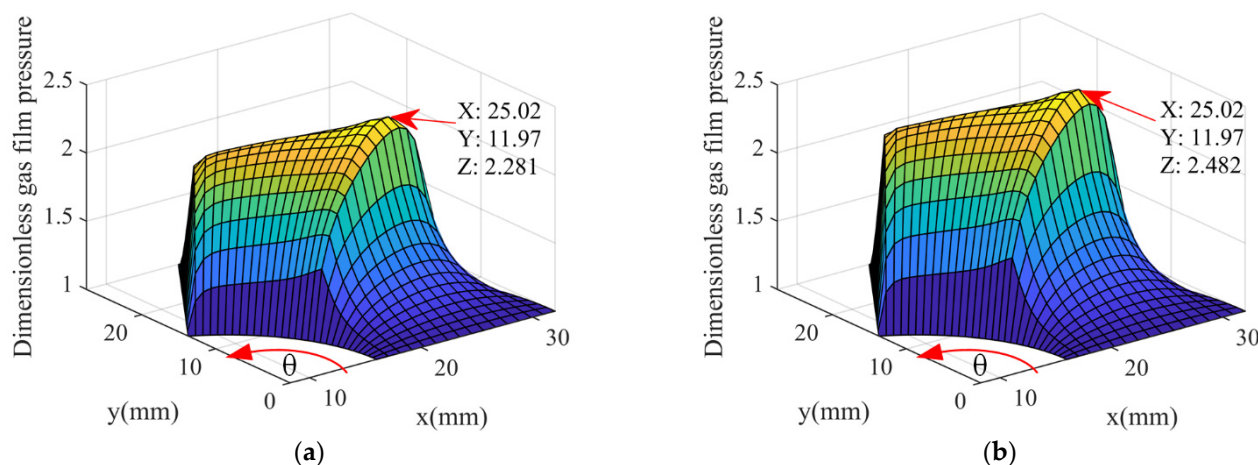 Dimensionless gas film pressure
2.5
2
1.5
1
X: 25.02
Y: 11.97
Z: 2.281
20
10
0
y(mm)
θ
10
20
30
x(mm)
(a)
Dimensionless gas film pressure
2.5
2
1.5
1
X: 25.02
Y: 11.97
Z: 2.482
20
10
0
y(mm)
θ
10
20
30
x(mm)
(b)